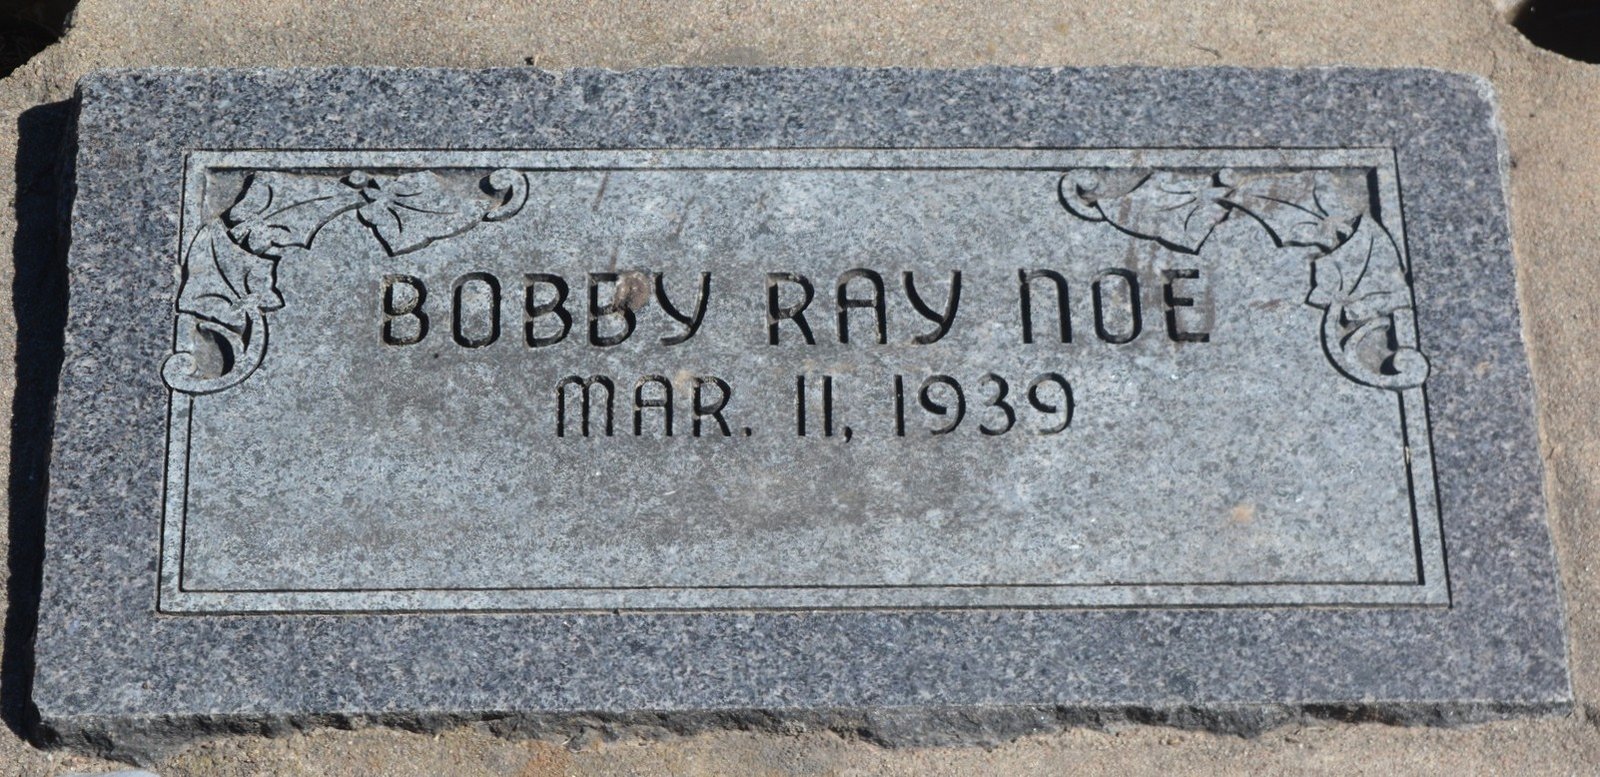 BOBBY RAY NOE
MAR. 11, 1939